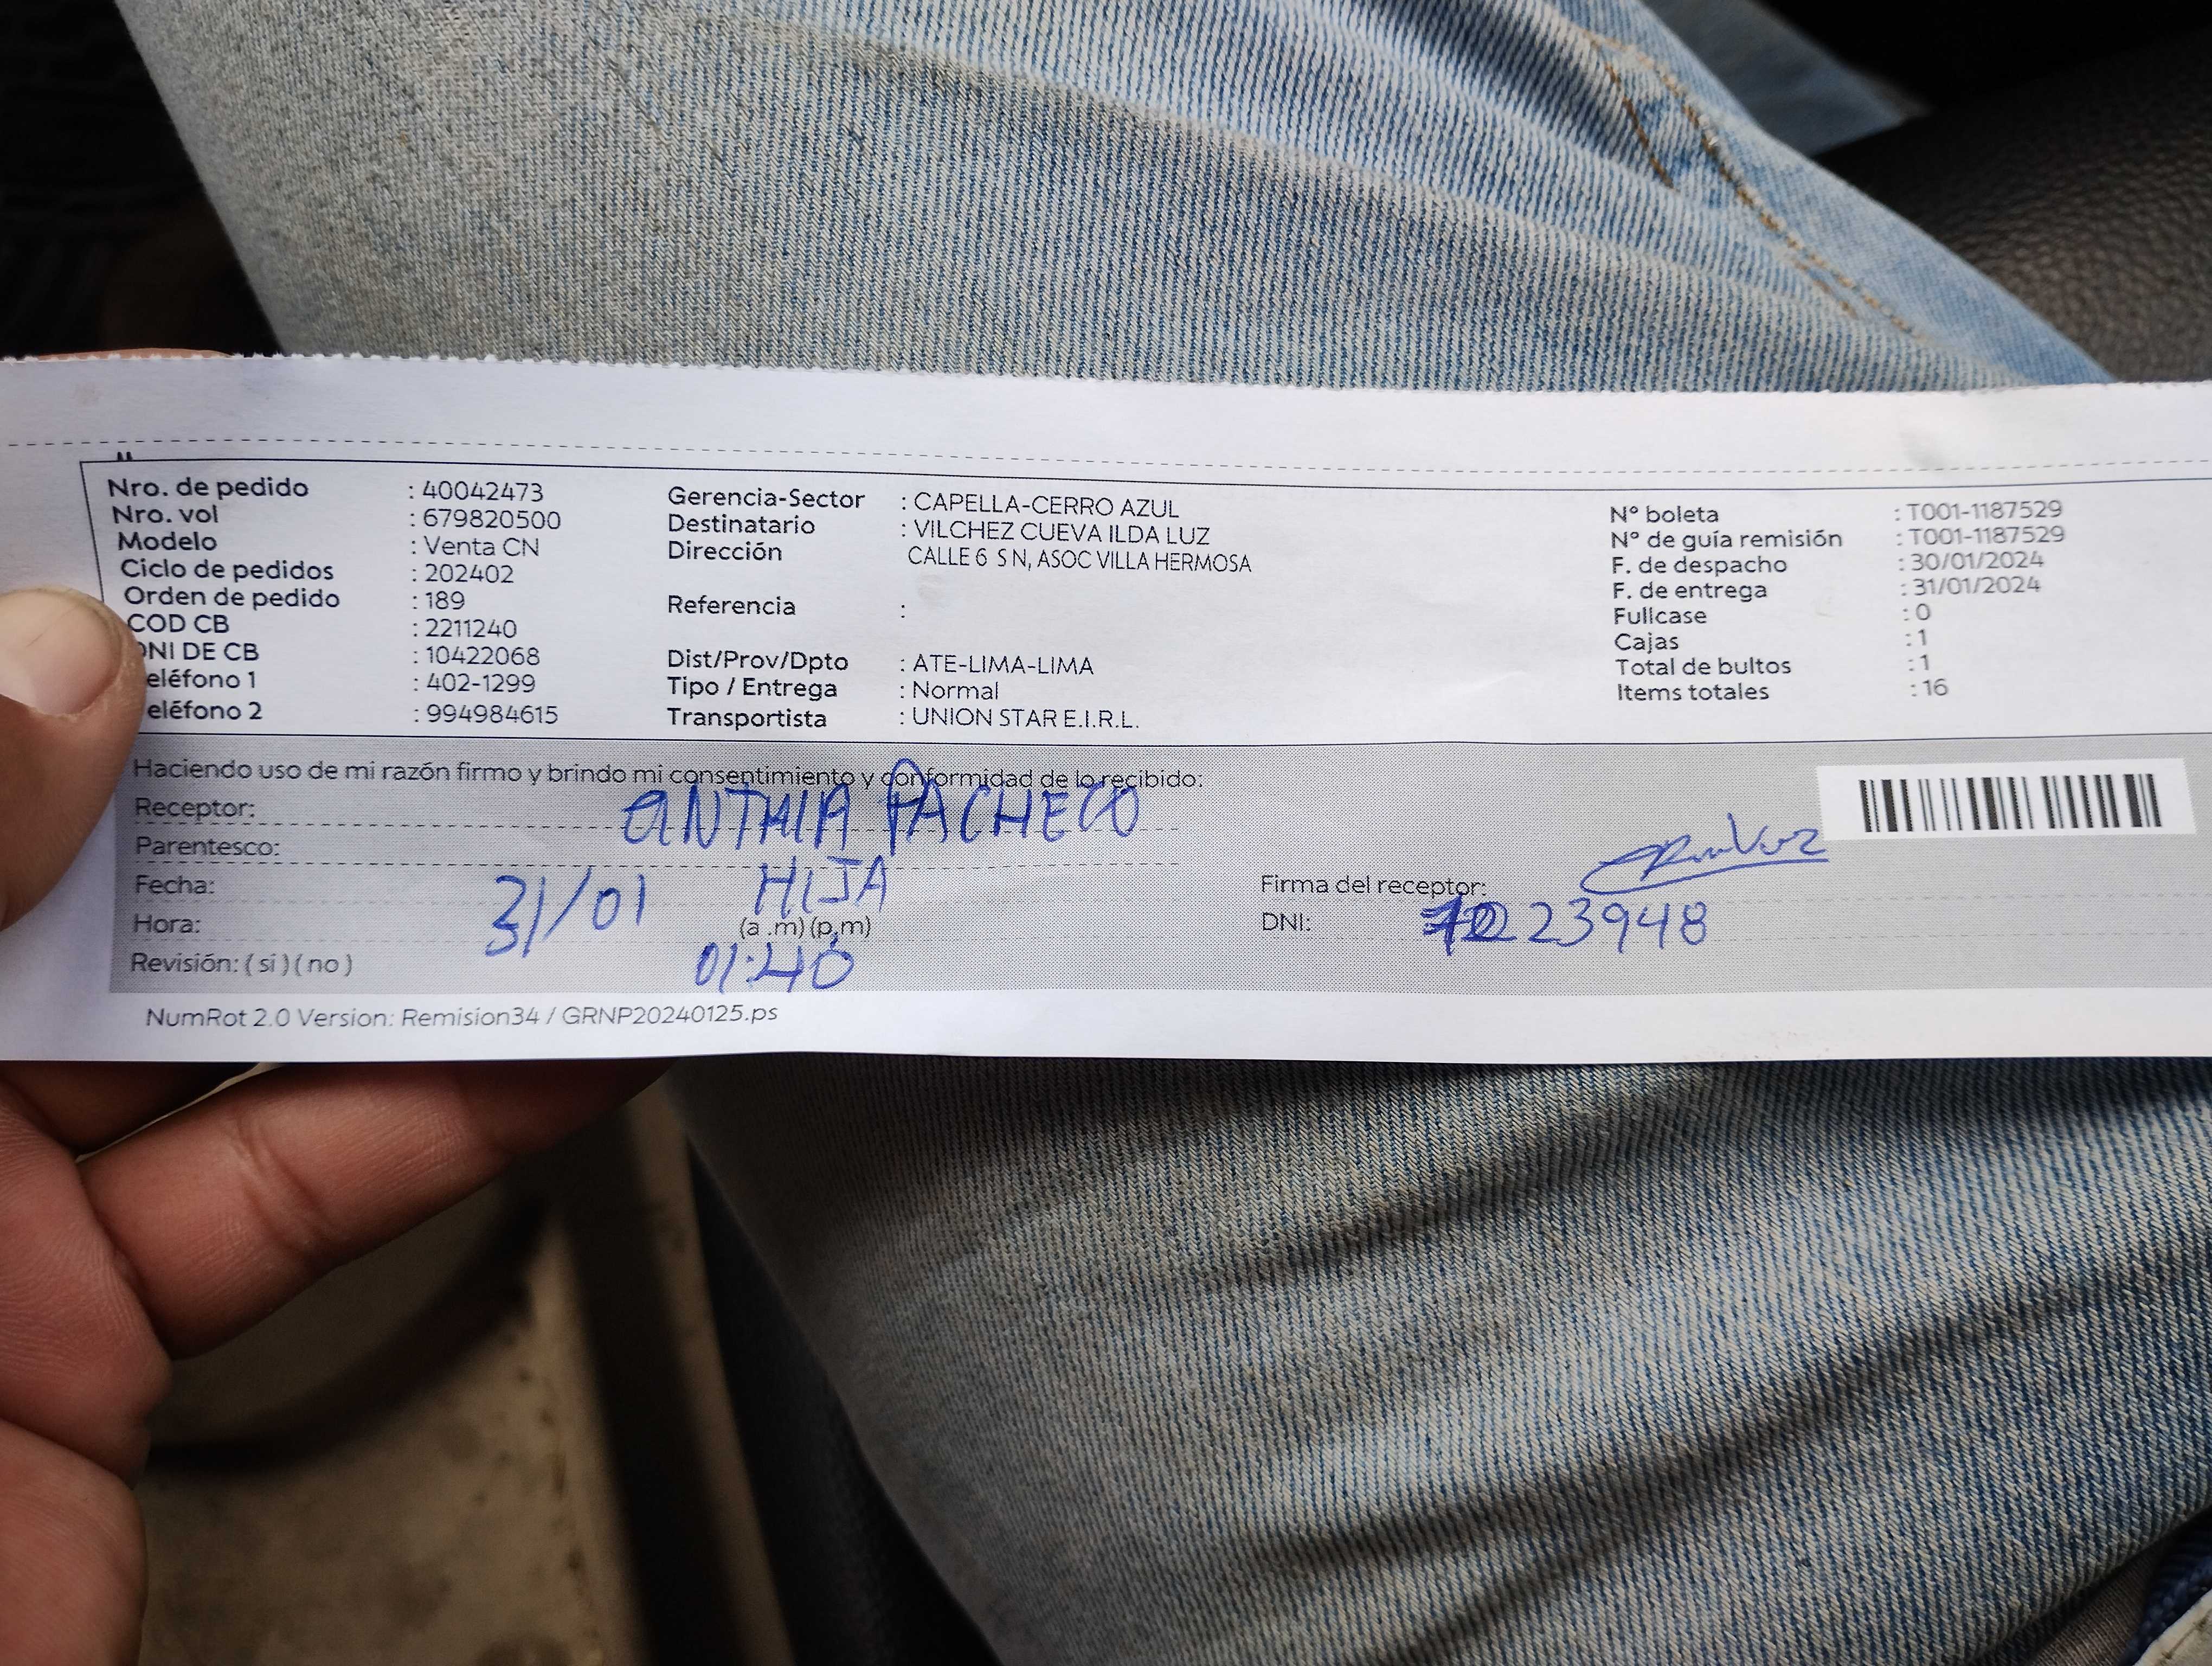 Nro. de pedido : 40042473
Nro. vol : 679820500
Modelo : Venta CN
Ciclo de pedidos : 202402
Orden de pedido : 189
COD CB : 2211240
DNI DE CB : 10422068
eléfono 1 : 402-1299
eléfono 2 : 994984615
Gerencia-Sector : CAPELLA-CERRO AZUL
Destinatario : VILCHEZ CUEVA ILDA LUZ
Dirección CALLE 6 S N, ASOC VILLA HERMOSA
Referencia :
Dist/Prov/Dpto : ATE-LIMA-LIMA
Tipo / Entrega : Normal
Transportista : UNION STAR E.I.R.L.
N° boleta : T001-1187529
N° de guía remisión : T001-1187529
F. de despacho : 30/01/2024
F. de entrega : 31/01/2024
Fullcase : 0
Cajas : 1
Total de bultos : 1
Items totales : 16
Haciendo uso de mi razón firmo y brindo mi consentimiento y conformidad de lo recibido:
Receptor: CINTHIA PACHECO
Parentesco: HIJA
Fecha: 31/01
Hora: (a .m) (p,m) 01:40
Revisión: ( si ) ( no )
Firma del receptor:
DNI: 23948
NumRot 2.0 Version: Remision34 / GRNP20240125.ps